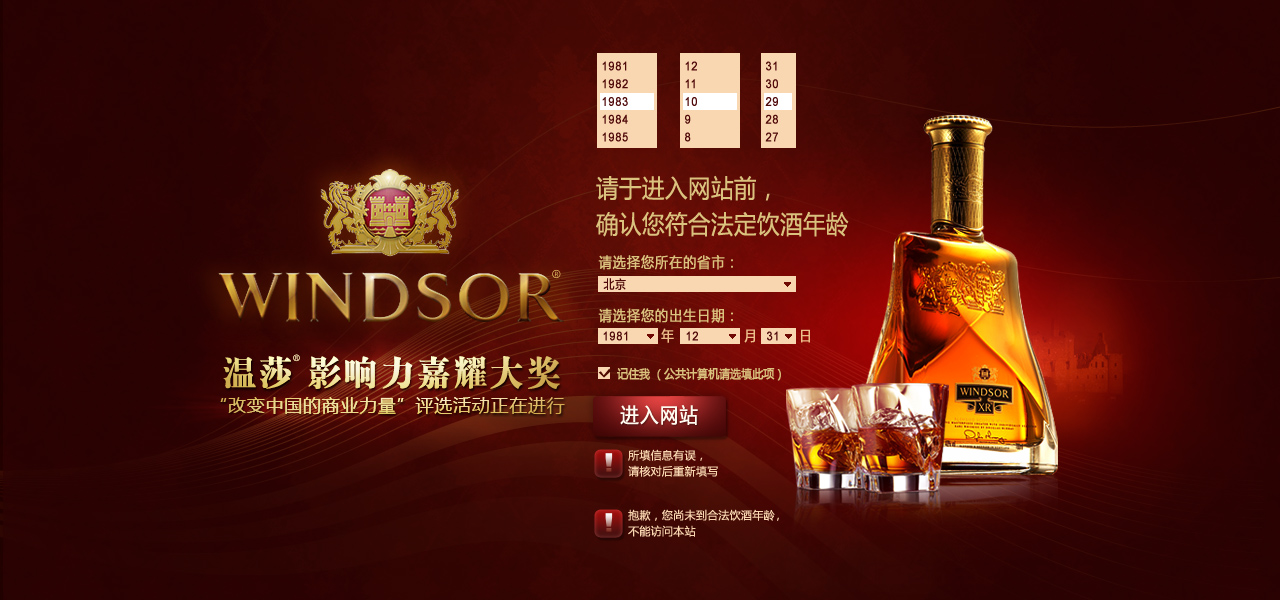 1981 12 31
1982 11 30
1983 10 29
1984 9 28
1985 8 27
请于进入网站前，
确认您符合法定饮酒年龄
请选择您所在的省市：
北京
请选择您的出生日期：
1981 年 12 月 31 日
记住我（公共计算机请选填此项）
进入网站
所填信息有误，
请核对后重新填写
抱歉，您尚未到合法饮酒年龄，
不能访问本站
WINDSOR®
温莎®影响力嘉耀大奖
“改变中国的商业力量”评选活动正在进行
WINDSOR
XR